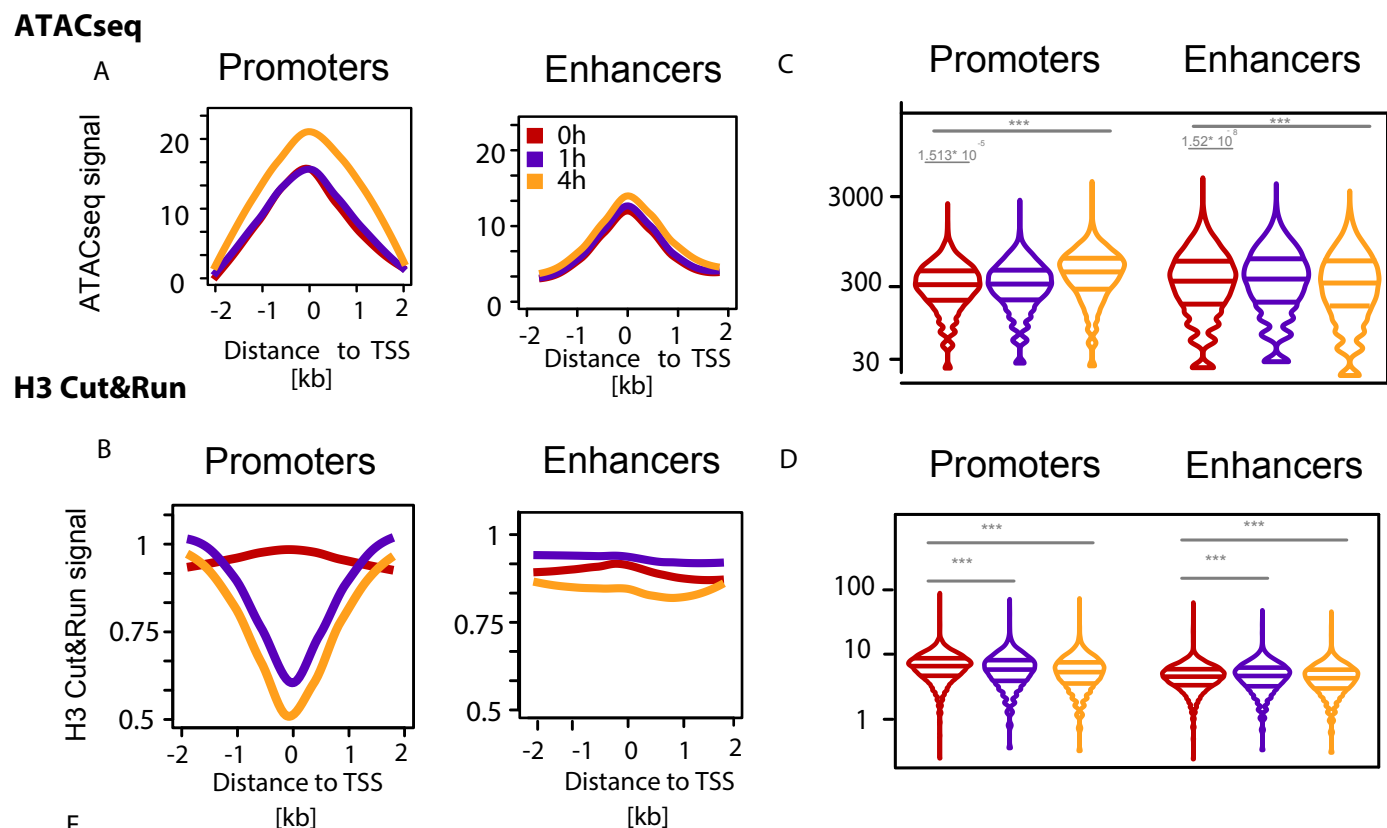 ATACseq
A
Promoters
Enhancers
C
Promoters
Enhancers
ATACseq signal
20
10
0
-2 -1 0 1 2
Distance to TSS
[kb]
20
10
0
0h
1h
4h
-1 0 1 2
Distance to TSS
[kb]
3000
300
30
***
1.513* 10 -5
***
1.52* 10 - 8
H3 Cut&Run
B
Promoters
Enhancers
D
Promoters
Enhancers
H3 Cut&Run signal
1
0.75
0.5
-2 -1 0 1 2
Distance to TSS
[kb]
1
0.75
0.5
-2 -1 0 1 2
Distance to TSS
[kb]
100
10
1
***
***
***
***